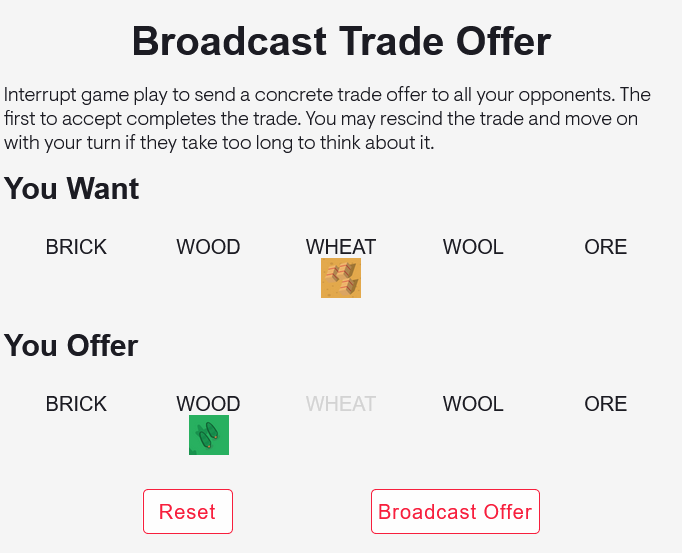 Broadcast Trade Offer
Interrupt game play to send a concrete trade offer to all your opponents. The
first to accept completes the trade. You may rescind the trade and move on
with your turn if they take too long to think about it.
You Want
BRICK WOOD WHEAT WOOL ORE
You Offer
BRICK WOOD WHEAT WOOL ORE
Reset Broadcast Offer